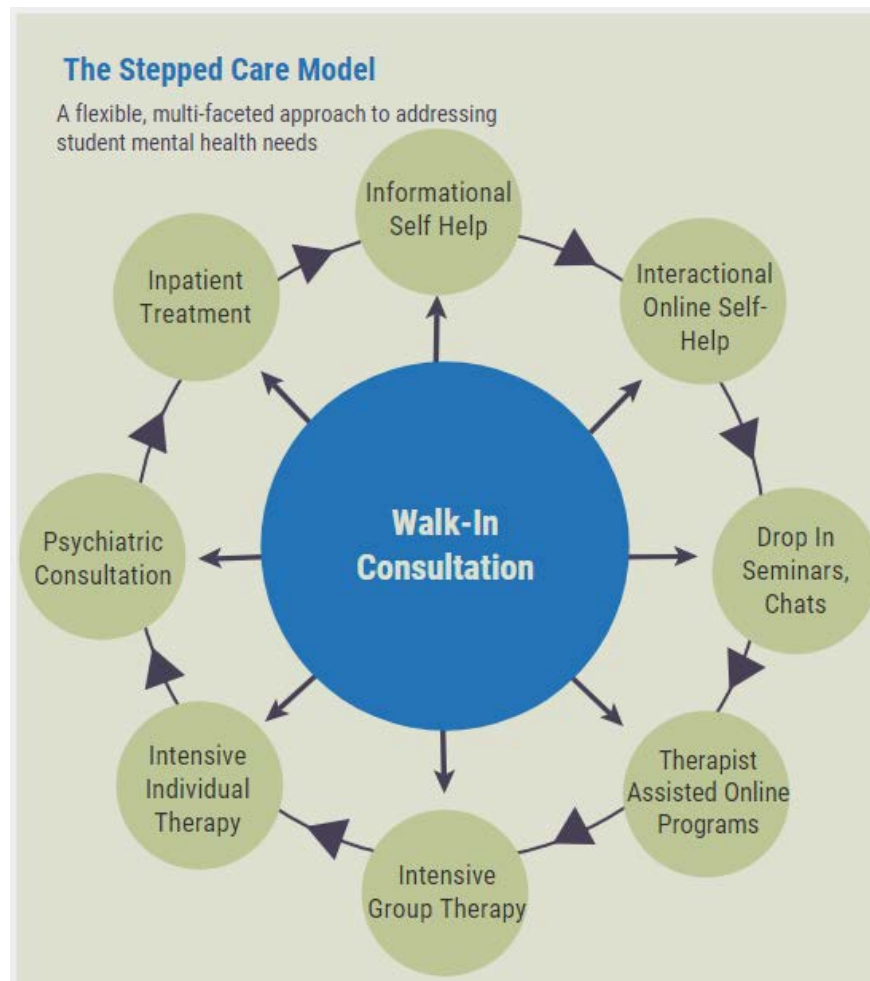 The Stepped Care Model
A flexible, multi-faceted approach to addressing
student mental health needs
Informational
Self Help
Interactional
Online Self-
Help
Drop In
Seminars,
Chats
Therapist
Assisted Online
Programs
Intensive
Group Therapy
Intensive
Individual
Therapy
Psychiatric
Consultation
Inpatient
Treatment
Walk-In
Consultation